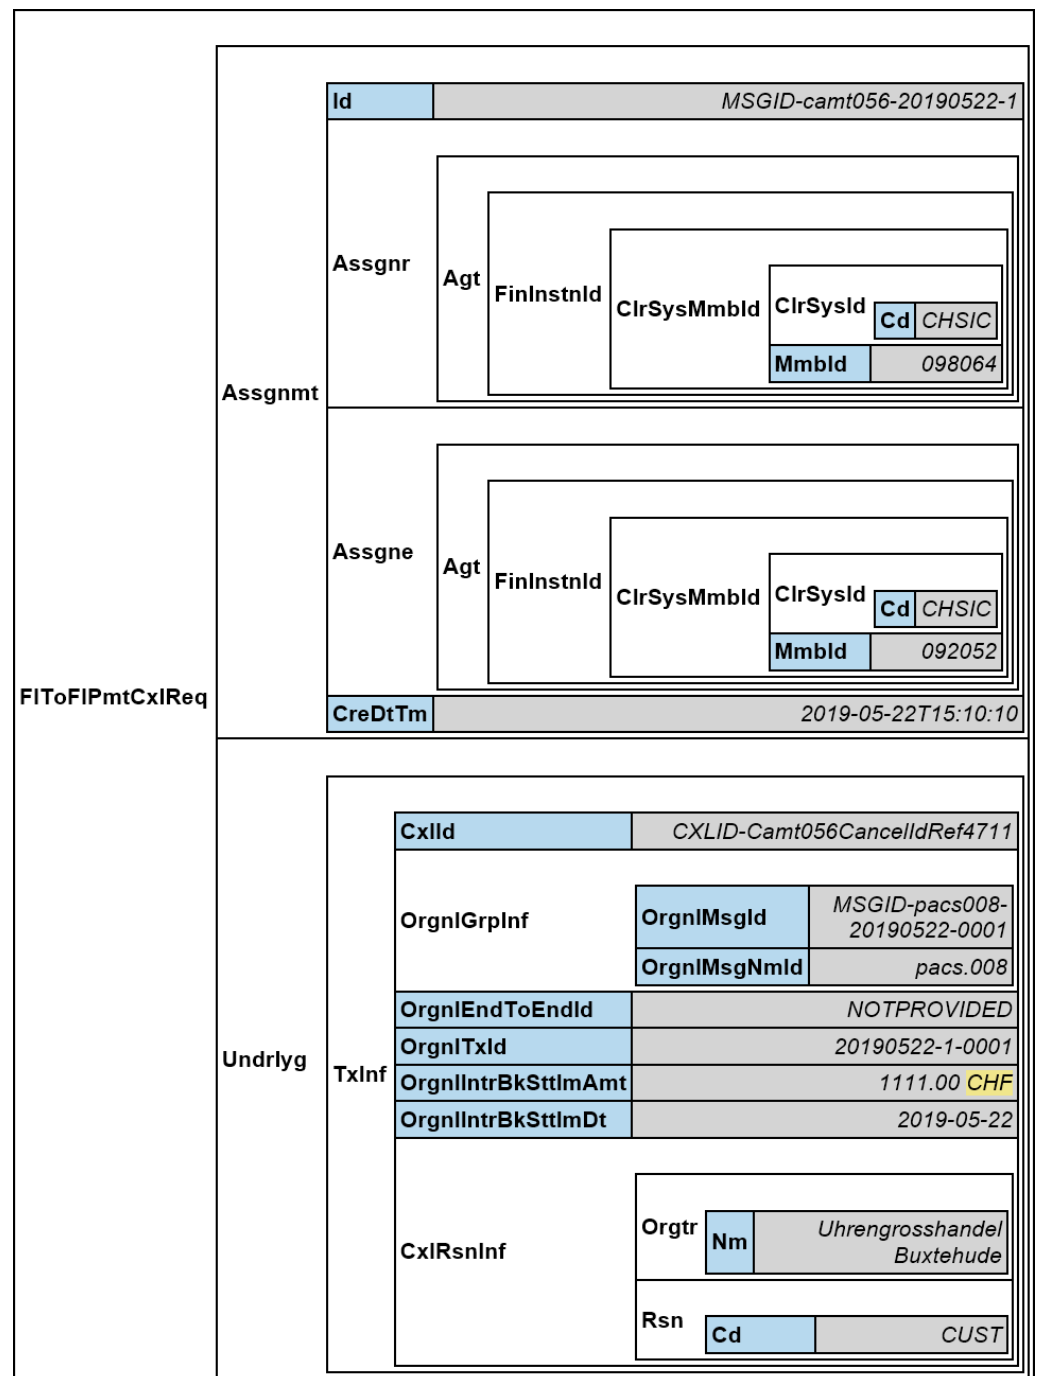 Id MSGID-camt056-20190522-1
Assgnr
Agt
FinInstnId
ClrSysMmbId
ClrSysId
Cd CHSIC
MmbId 098064
Assgnmt
Assgne
Agt
FinInstnId
ClrSysMmbId
ClrSysId
Cd CHSIC
MmbId 092052
FIToFIPmtCxlReq
CreDtTm 2019-05-22T15:10:10
CxlId CXLID-Camt056CancelIdRef4711
OrgnlGrpInf
OrgnlMsgId MSGID-pacs008-
20190522-0001
OrgnlMsgNmId pacs.008
OrgnlEndToEndId NOTPROVIDED
Undrlyg
TxInf
OrgnlTxId 20190522-1-0001
OrgnlIntrBkSttlmAmt 1111.00 CHF
OrgnlIntrBkSttlmDt 2019-05-22
CxlRsnInf
Orgtr
Nm Uhrengrosshandel
Buxtehude
Rsn
Cd CUST